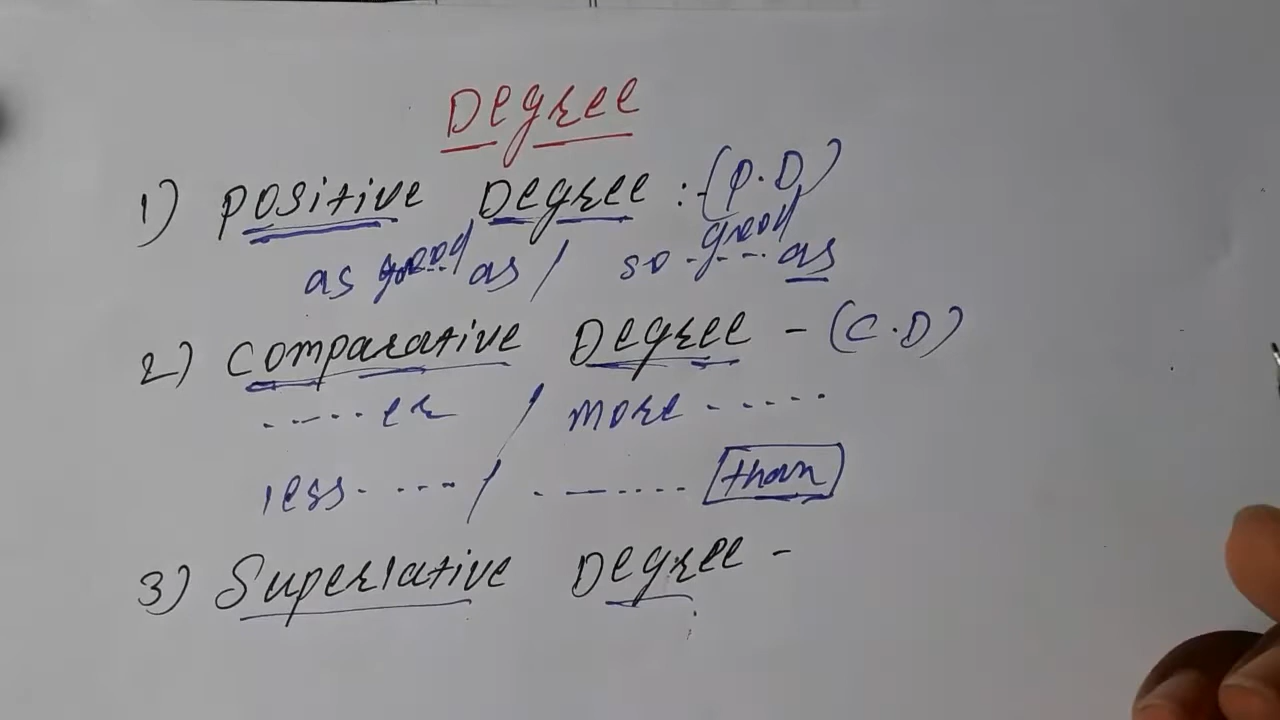 Degree
1) Positive Degree :- (P.D)
as good as / so good as
2) Comparative Degree - (C.D)
.....er / more ......
less...... / ......... than
3) Superlative Degree -